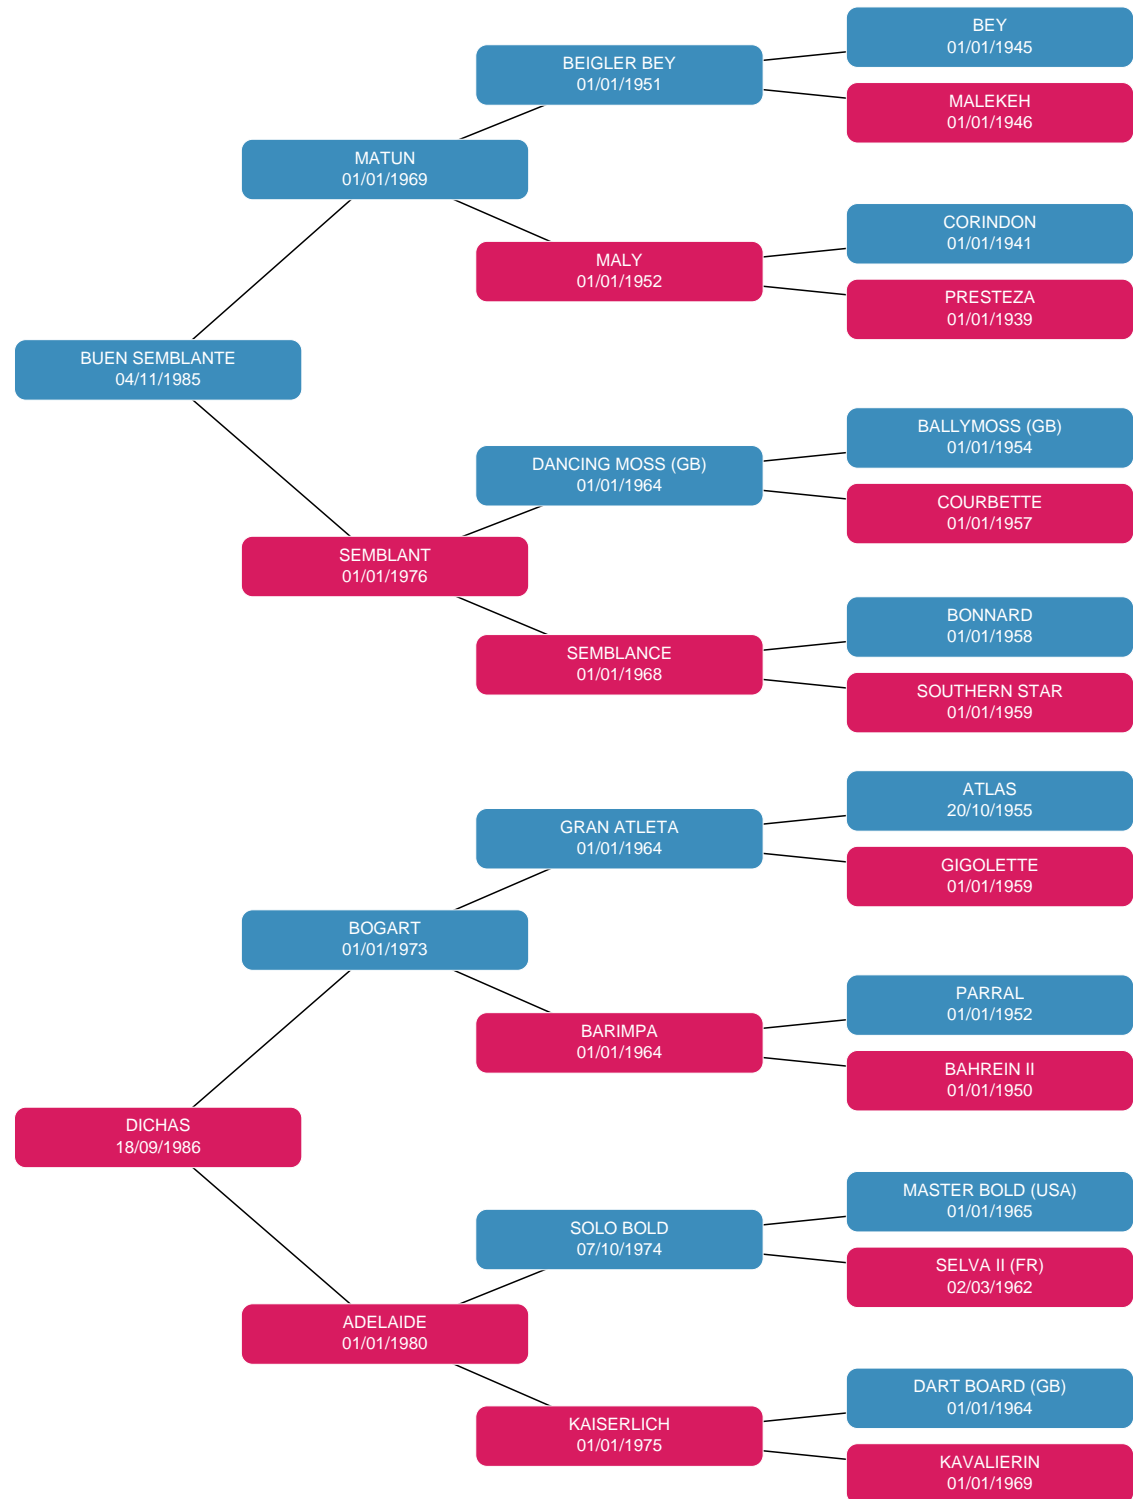 BEY
01/01/1945
BEIGLER BEY
01/01/1951
MALEKEH
01/01/1946
MATUN
01/01/1969
CORINDON
01/01/1941
MALY
01/01/1952
PRESTEZA
01/01/1939
BUEN SEMBLANTE
04/11/1985
BALLYMOSS (GB)
01/01/1954
DANCING MOSS (GB)
01/01/1964
COURBETTE
01/01/1957
SEMBLANT
01/01/1976
BONNARD
01/01/1958
SEMBLANCE
01/01/1968
SOUTHERN STAR
01/01/1959
ATLAS
20/10/1955
GRAN ATLETA
01/01/1964
GIGOLETTE
01/01/1959
BOGART
01/01/1973
PARRAL
01/01/1952
BARIMPA
01/01/1964
BAHREIN II
01/01/1950
DICHAS
18/09/1986
MASTER BOLD (USA)
01/01/1965
SOLO BOLD
07/10/1974
SELVA II (FR)
02/03/1962
ADELAIDE
01/01/1980
DART BOARD (GB)
01/01/1964
KAISERLICH
01/01/1975
KAVALIERIN
01/01/1969